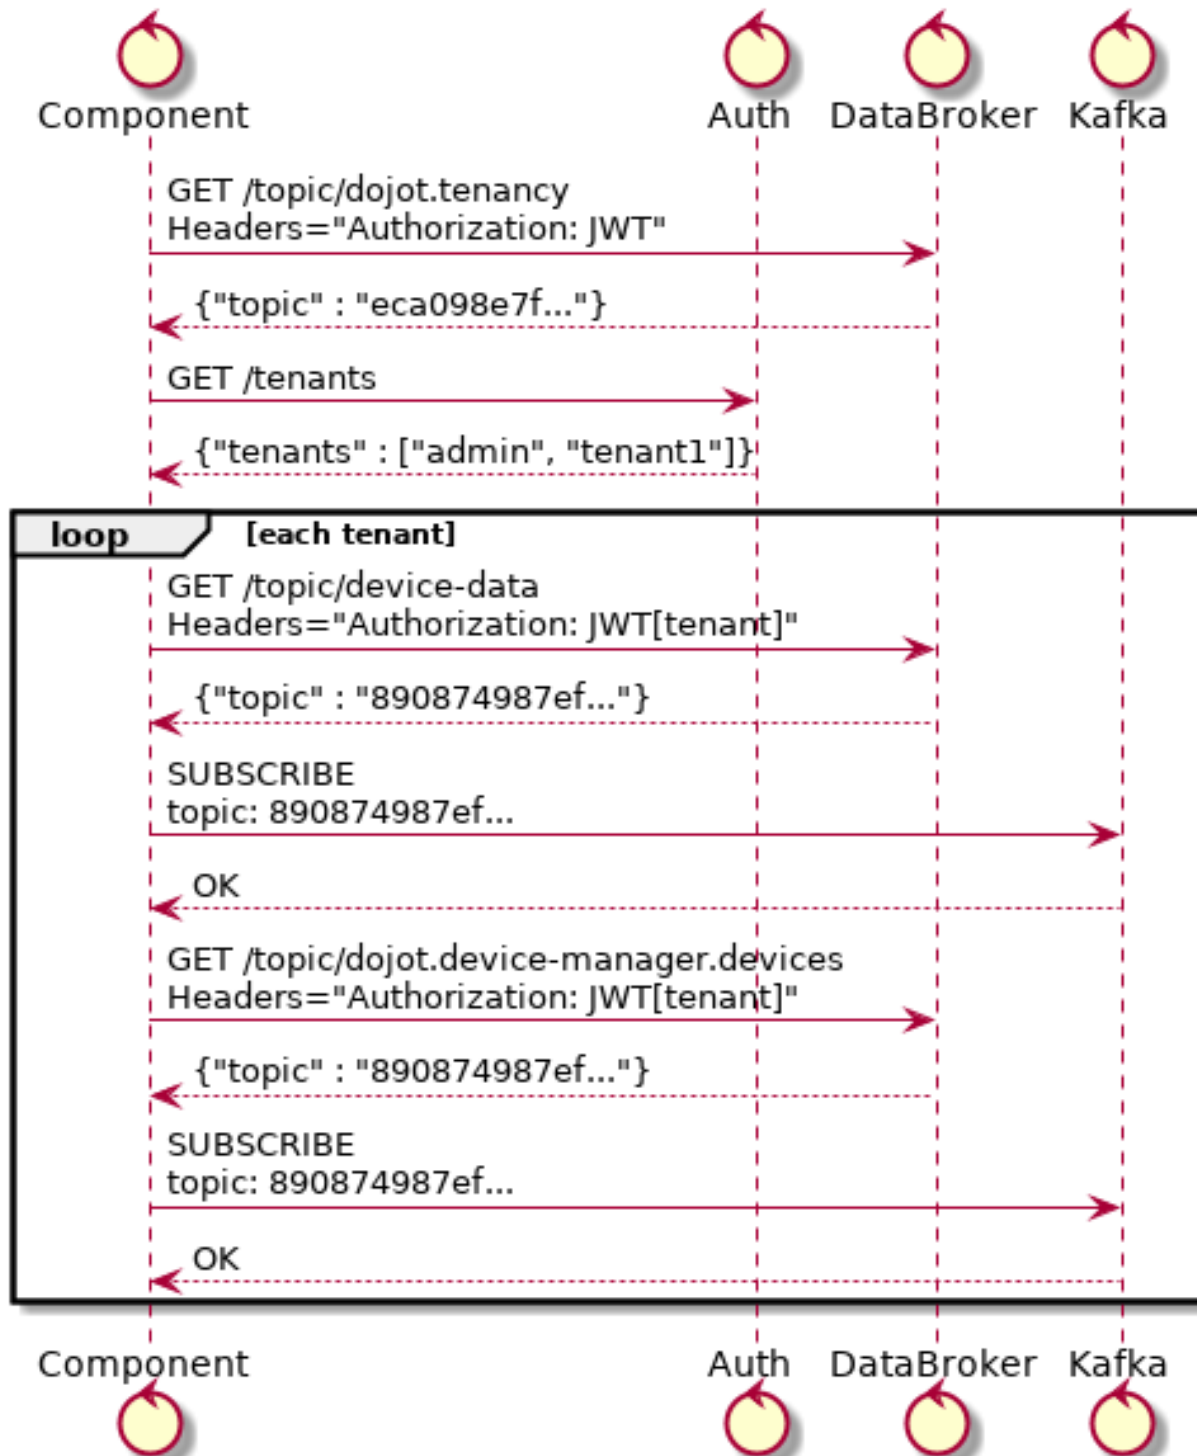 Component Auth DataBroker Kafka
GET /topic/dojot.tenancy
Headers="Authorization: JWT"
{"topic" : "eca098e7f..."}
GET /tenants
{"tenants" : ["admin", "tenant1"]}
loop [each tenant]
GET /topic/device-data
Headers="Authorization: JWT[tenant]"
{"topic" : "890874987ef..."}
SUBSCRIBE
topic: 890874987ef...
OK
GET /topic/dojot.device-manager.devices
Headers="Authorization: JWT[tenant]"
{"topic" : "890874987ef..."}
SUBSCRIBE
topic: 890874987ef...
OK
Component Auth DataBroker Kafka